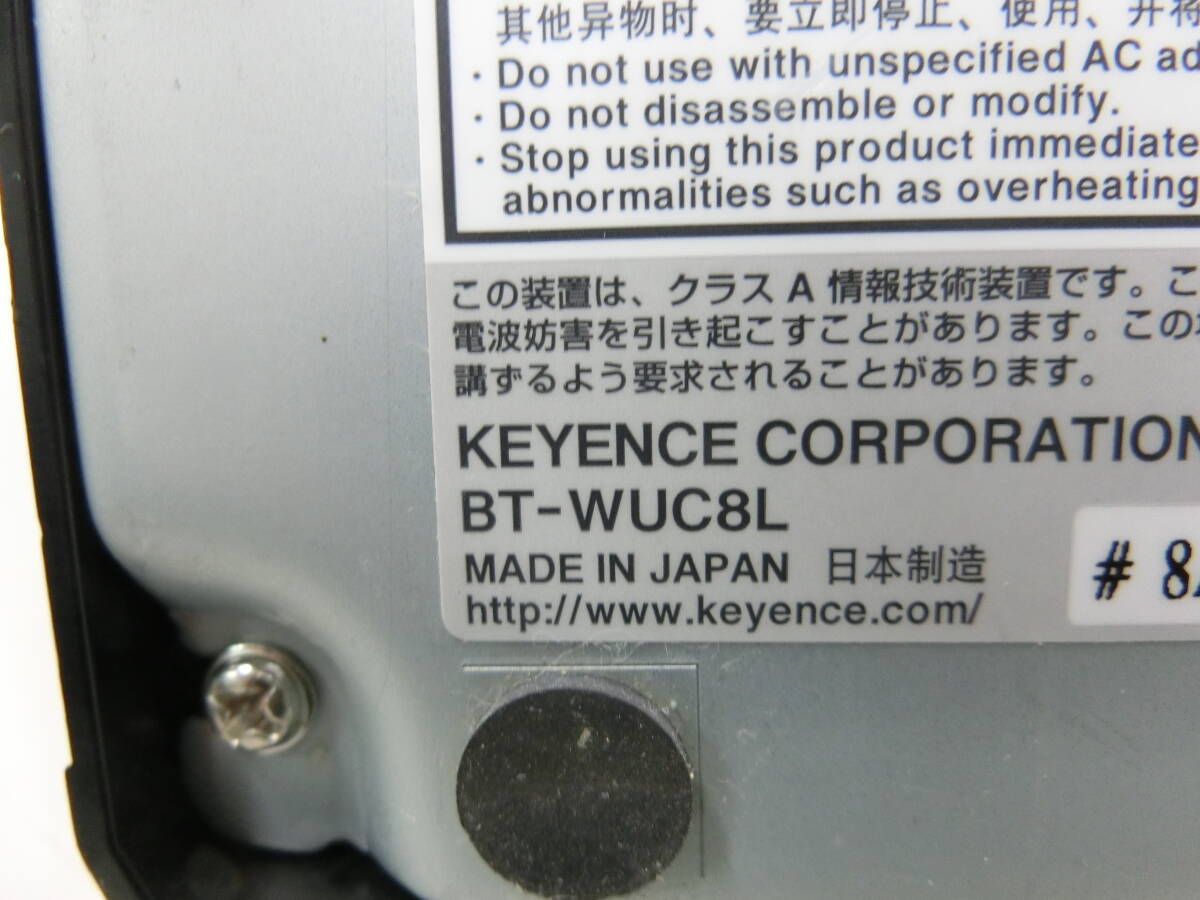 其他异物时、要立即停止、使用、并将
· Do not use with unspecified AC ad
· Do not disassemble or modify.
· Stop using this product immediate
abnormalities such as overheating
この装置は、クラス A 情報技術装置です。こ
電波妨害を引き起こすことがあります。この
講ずるよう要求されることがあります。
KEYENCE CORPORATION
BT-WUC8L
MADE IN JAPAN 日本制造
http://www.keyence.com/
# 8